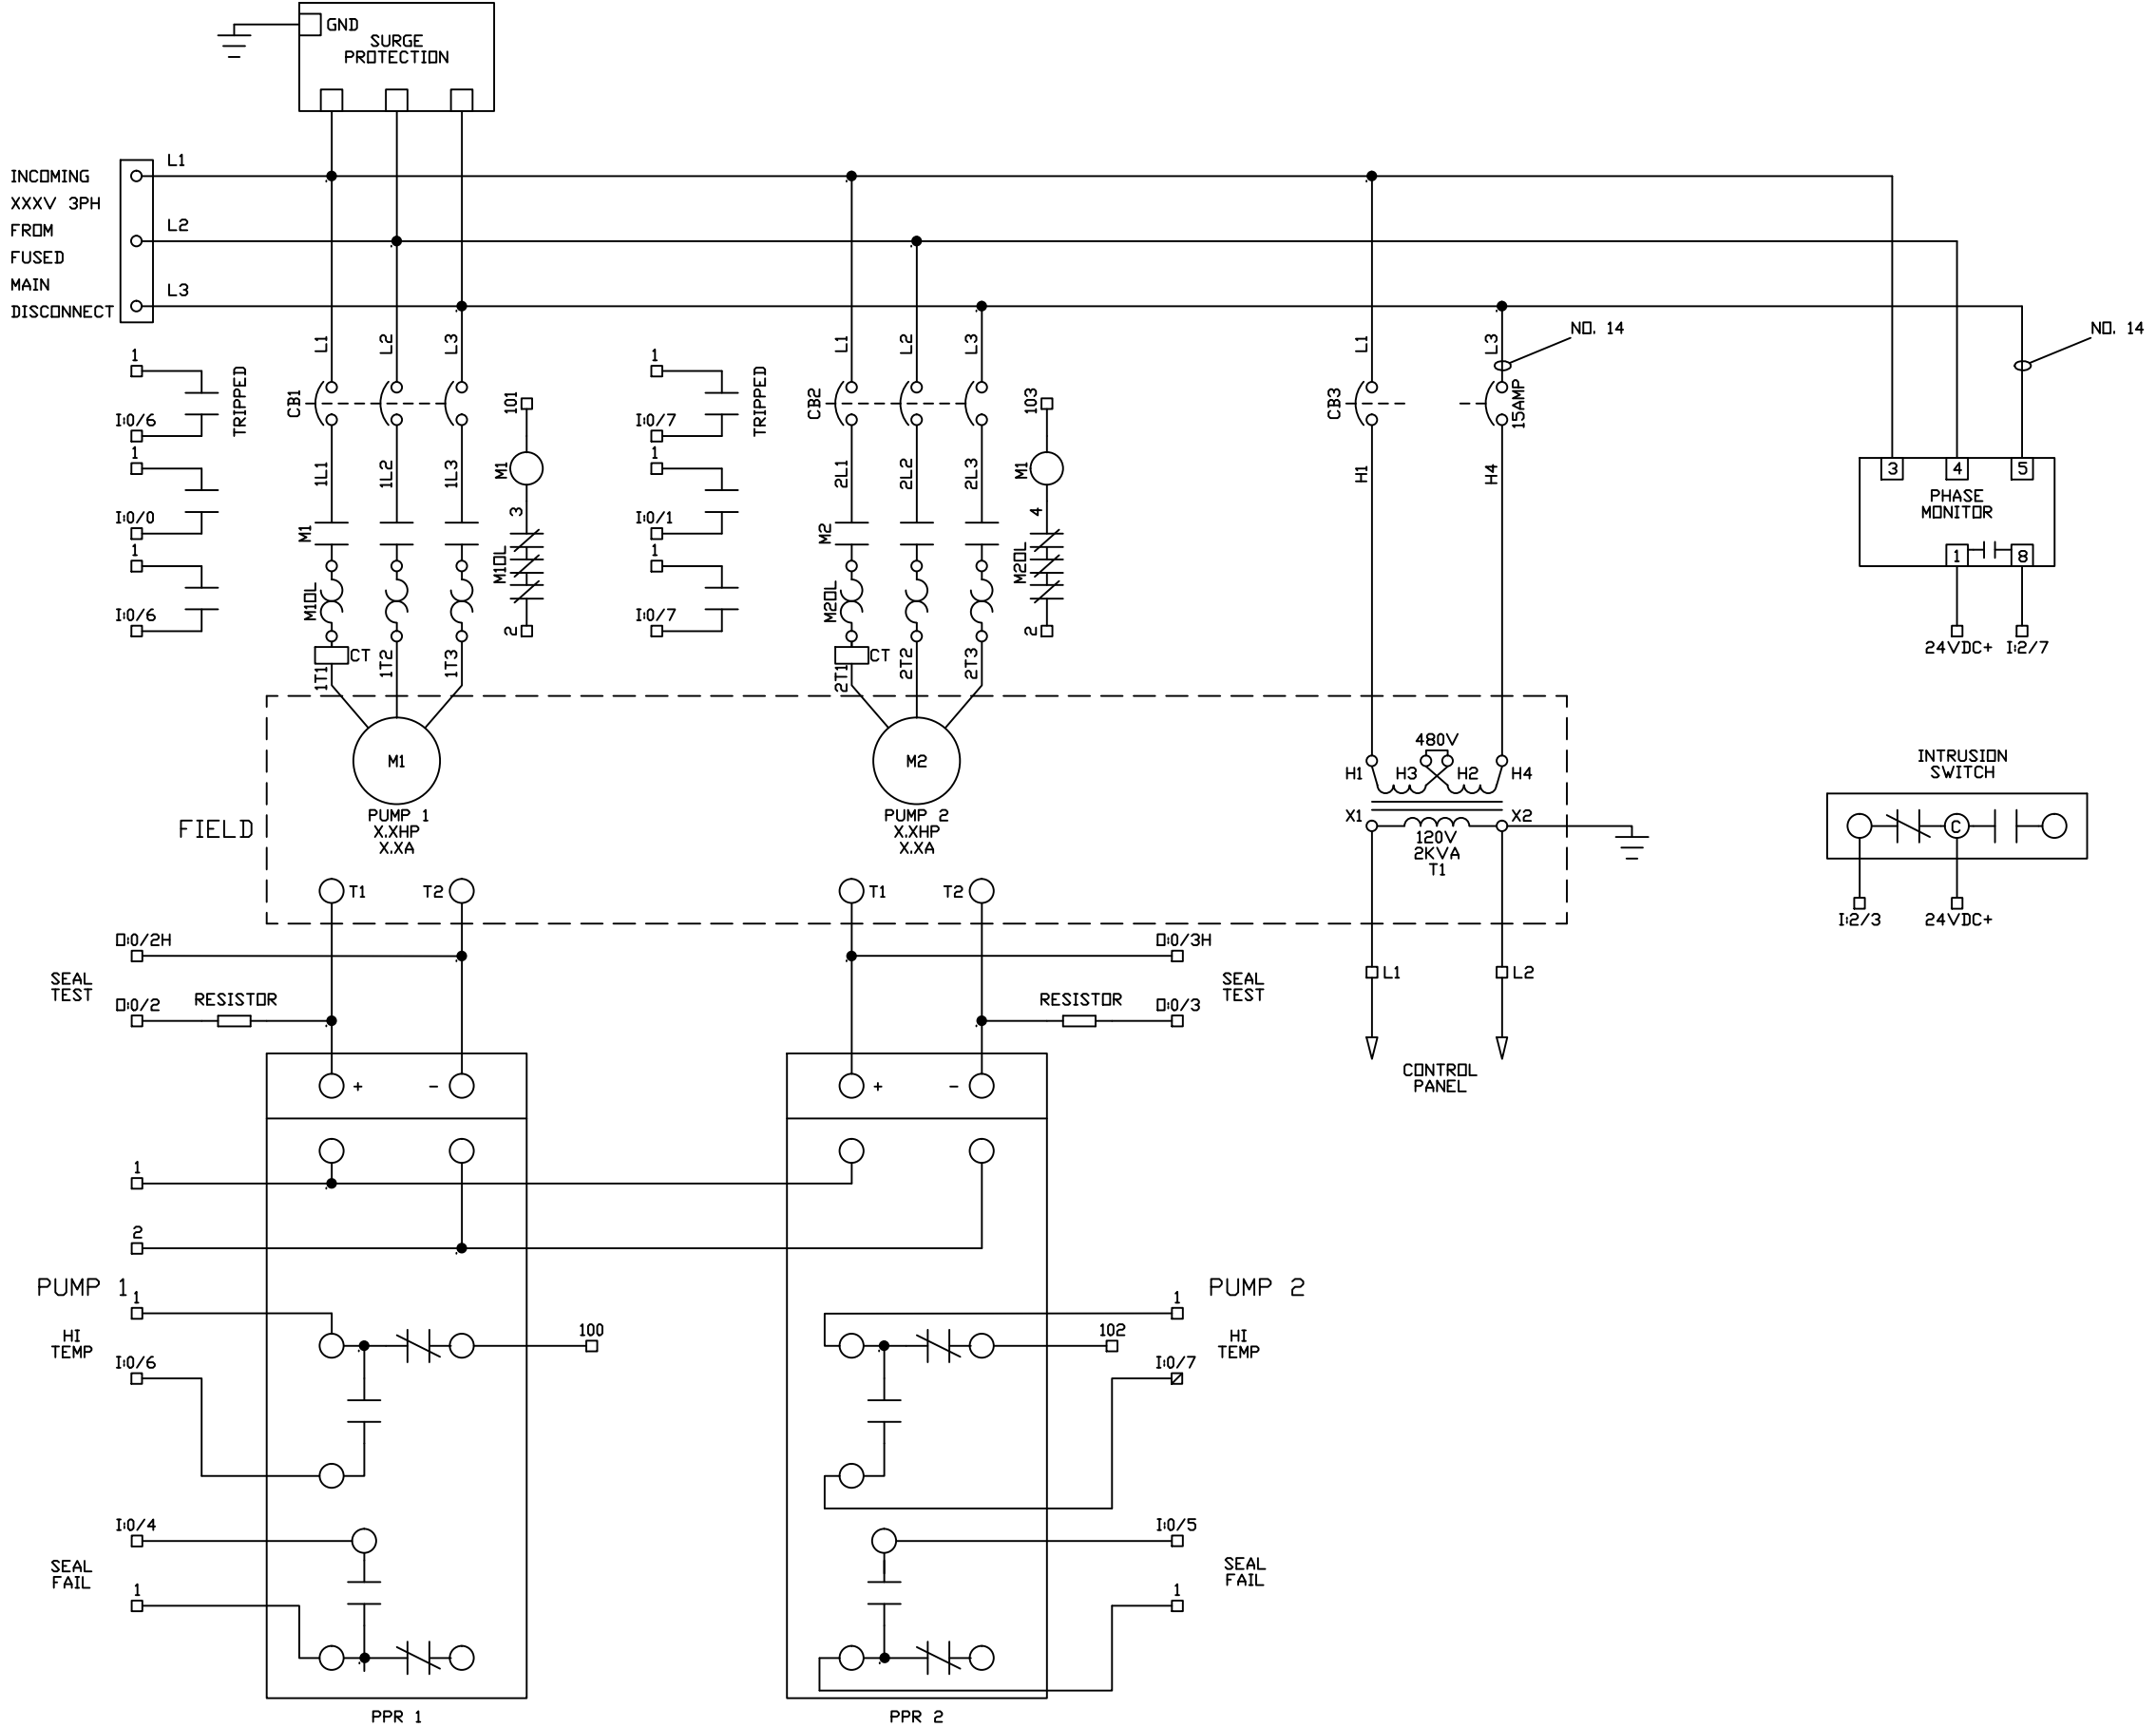 GND
SURGE
PROTECTION
L1
INCOMING
XXXV 3PH
L2
FROM
FUSED
MAIN
L3
DISCONNECT
1
TRIPPED
I:0/6
1
I:0/0
1
I:0/6
L1
L2
L3
CB1
101
1L1
1L2
1L3
M1
3
M1
M1OL
M1OL
2
CT
1T1
1T2
1T3
1
TRIPPED
I:0/7
1
I:0/1
1
I:0/7
L1
L2
L3
CB2
103
2L1
2L2
2L3
M1
4
M2
M2OL
M2OL
2
CT
2T1
2T2
2T3
L1
L3
NO. 14
CB3
15AMP
H1
H4
NO. 14
3
4
5
PHASE
MONITOR
1
8
24VDC+
I:2/7
FIELD
M1
PUMP 1
X.XHP
X.XA
M2
PUMP 2
X.XHP
X.XA
480V
H1
H3
H2
H4
X1
X2
120V
2KVA
T1
INTRUSION
SWITCH
C
I:2/3
24VDC+
T1
T2
T1
T2
O:0/2H
SEAL
TEST
O:0/2
RESISTOR
O:0/3H
SEAL
TEST
RESISTOR
O:0/3
L1
L2
CONTROL
PANEL
+
-
+
-
1
2
PUMP 1
1
HI
TEMP
I:0/6
100
PUMP 2
1
102
HI
TEMP
I:0/7
I:0/4
SEAL
FAIL
1
I:0/5
SEAL
FAIL
1
PPR 1
PPR 2